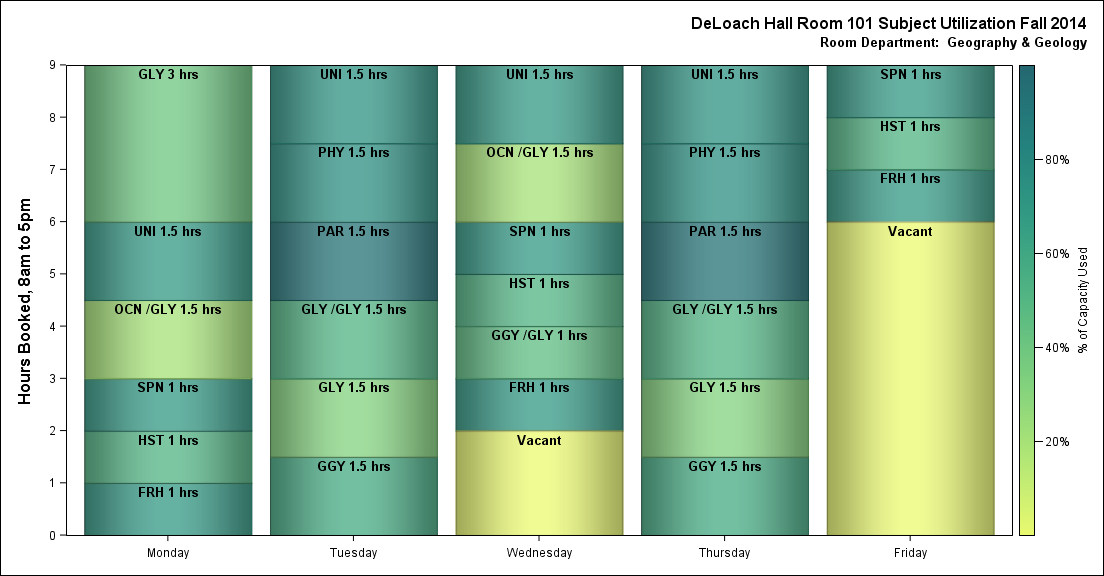 DeLoach Hall Room 101 Subject Utilization Fall 2014
Room Department:  Geography & Geology
Hours Booked, 8am to 5pm
9
8
7
6
5
4
3
2
1
0
GLY 3 hrs
UNI 1.5 hrs
OCN /GLY 1.5 hrs
SPN 1 hrs
HST 1 hrs
FRH 1 hrs
Monday
UNI 1.5 hrs
PHY 1.5 hrs
PAR 1.5 hrs
GLY /GLY 1.5 hrs
GLY 1.5 hrs
GGY 1.5 hrs
Tuesday
UNI 1.5 hrs
OCN /GLY 1.5 hrs
SPN 1 hrs
HST 1 hrs
GGY /GLY 1 hrs
FRH 1 hrs
Vacant
Wednesday
UNI 1.5 hrs
PHY 1.5 hrs
PAR 1.5 hrs
GLY /GLY 1.5 hrs
GLY 1.5 hrs
GGY 1.5 hrs
Thursday
SPN 1 hrs
HST 1 hrs
FRH 1 hrs
Vacant
Friday
80%
60%
40%
20%
% of Capacity Used